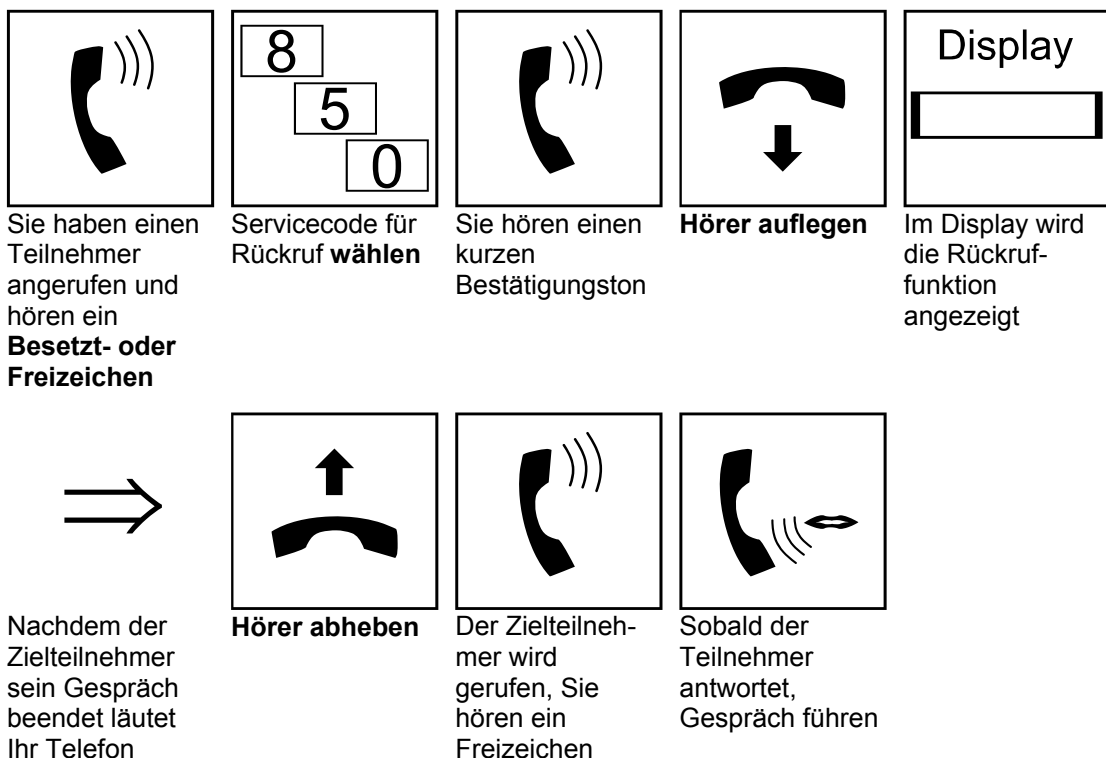 8
5
0
Display
Sie haben einen
Teilnehmer
angerufen und
hören ein
Besetzt- oder
Freizeichen
Servicecode für
Rückruf wählen
Sie hören einen
kurzen
Bestätigungston
Hörer auflegen
Im Display wird
die Rückruf-
funktion
angezeigt
Nachdem der
Zielteilnehmer
sein Gespräch
beendet läutet
Ihr Telefon
Hörer abheben
Der Zielteilneh-
mer wird
gerufen, Sie
hören ein
Freizeichen
Sobald der
Teilnehmer
antwortet,
Gespräch führen